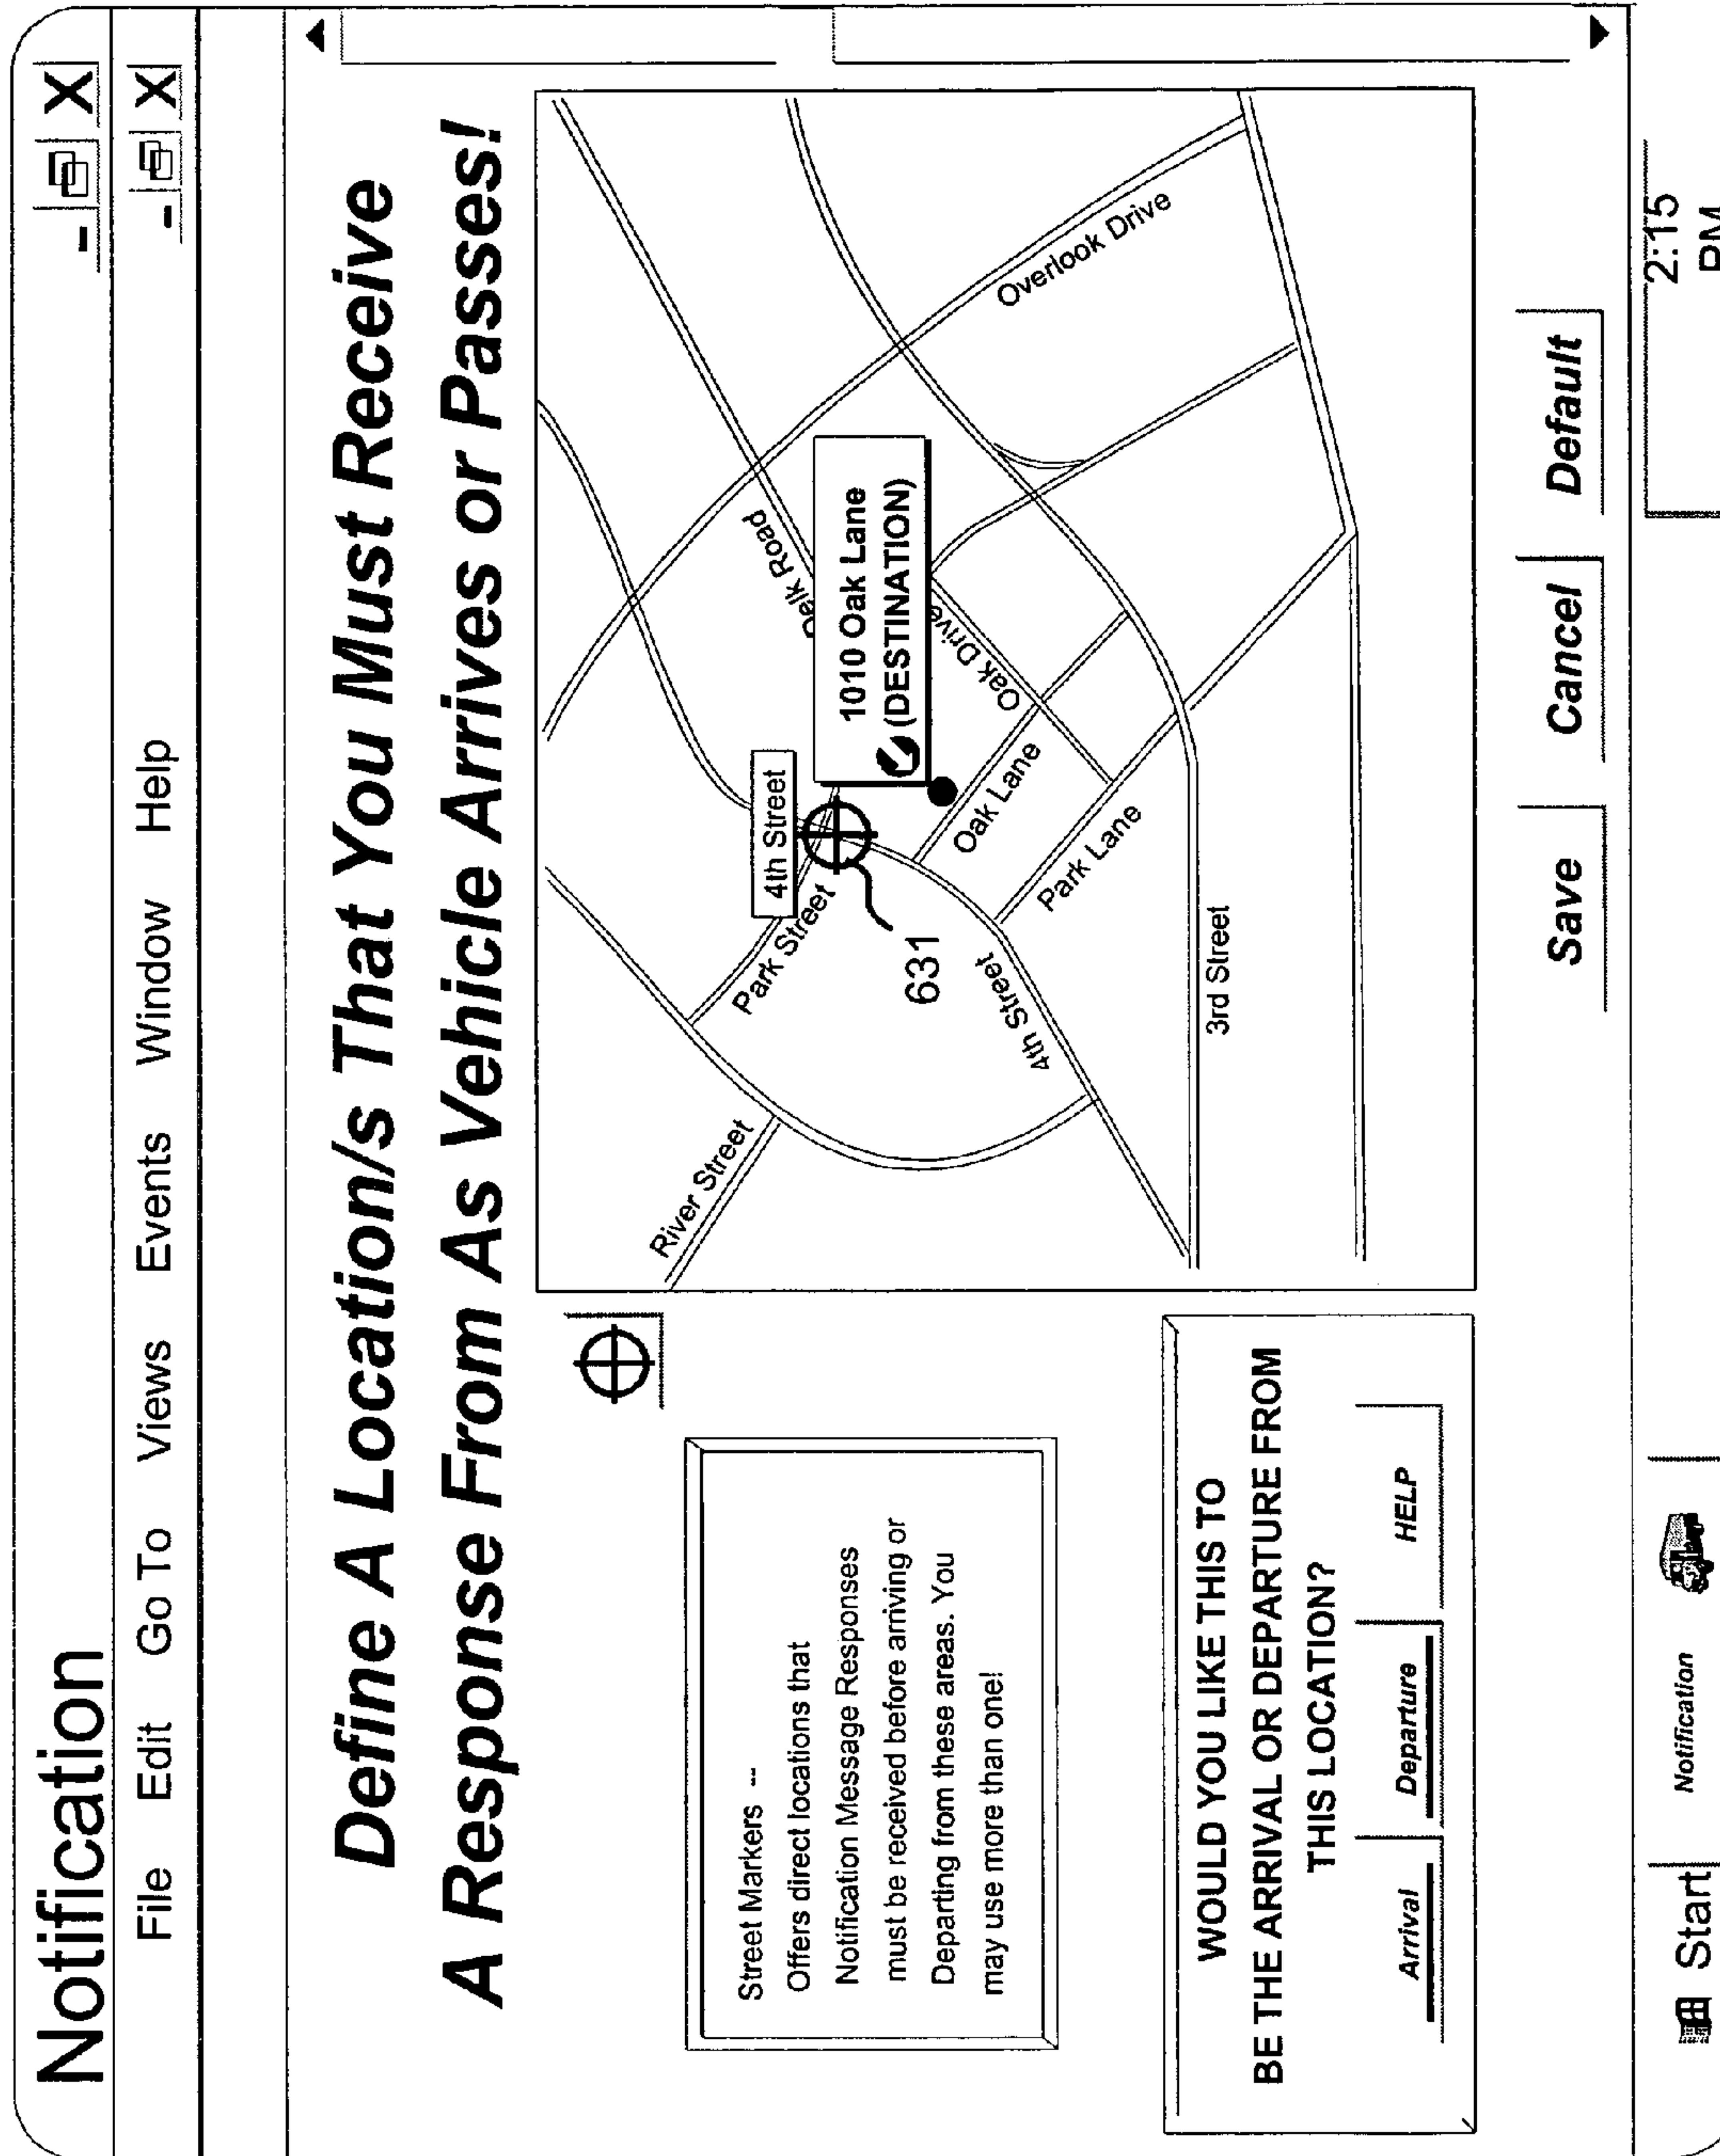 Notification
File Edit Go To Views Events Window Help
Define A Location/s That You Must Receive
A Response From As Vehicle Arrives or Passes!
Street Markers --
Offers direct locations that
Notification Message Responses
must be received before arriving or
Departing from these areas. You
may use more than one!
WOULD YOU LIKE THIS TO
BE THE ARRIVAL OR DEPARTURE FROM
THIS LOCATION?
Arrival Departure HELP
River Street
Park Street
4th Street
631
4th Street
3rd Street
Park Lane
Oak Lane
Oak Drive
1010 Oak Lane
(DESTINATION)
Delk Road
Overlook Drive
Save Cancel Default
Start Notification 2:15
PM